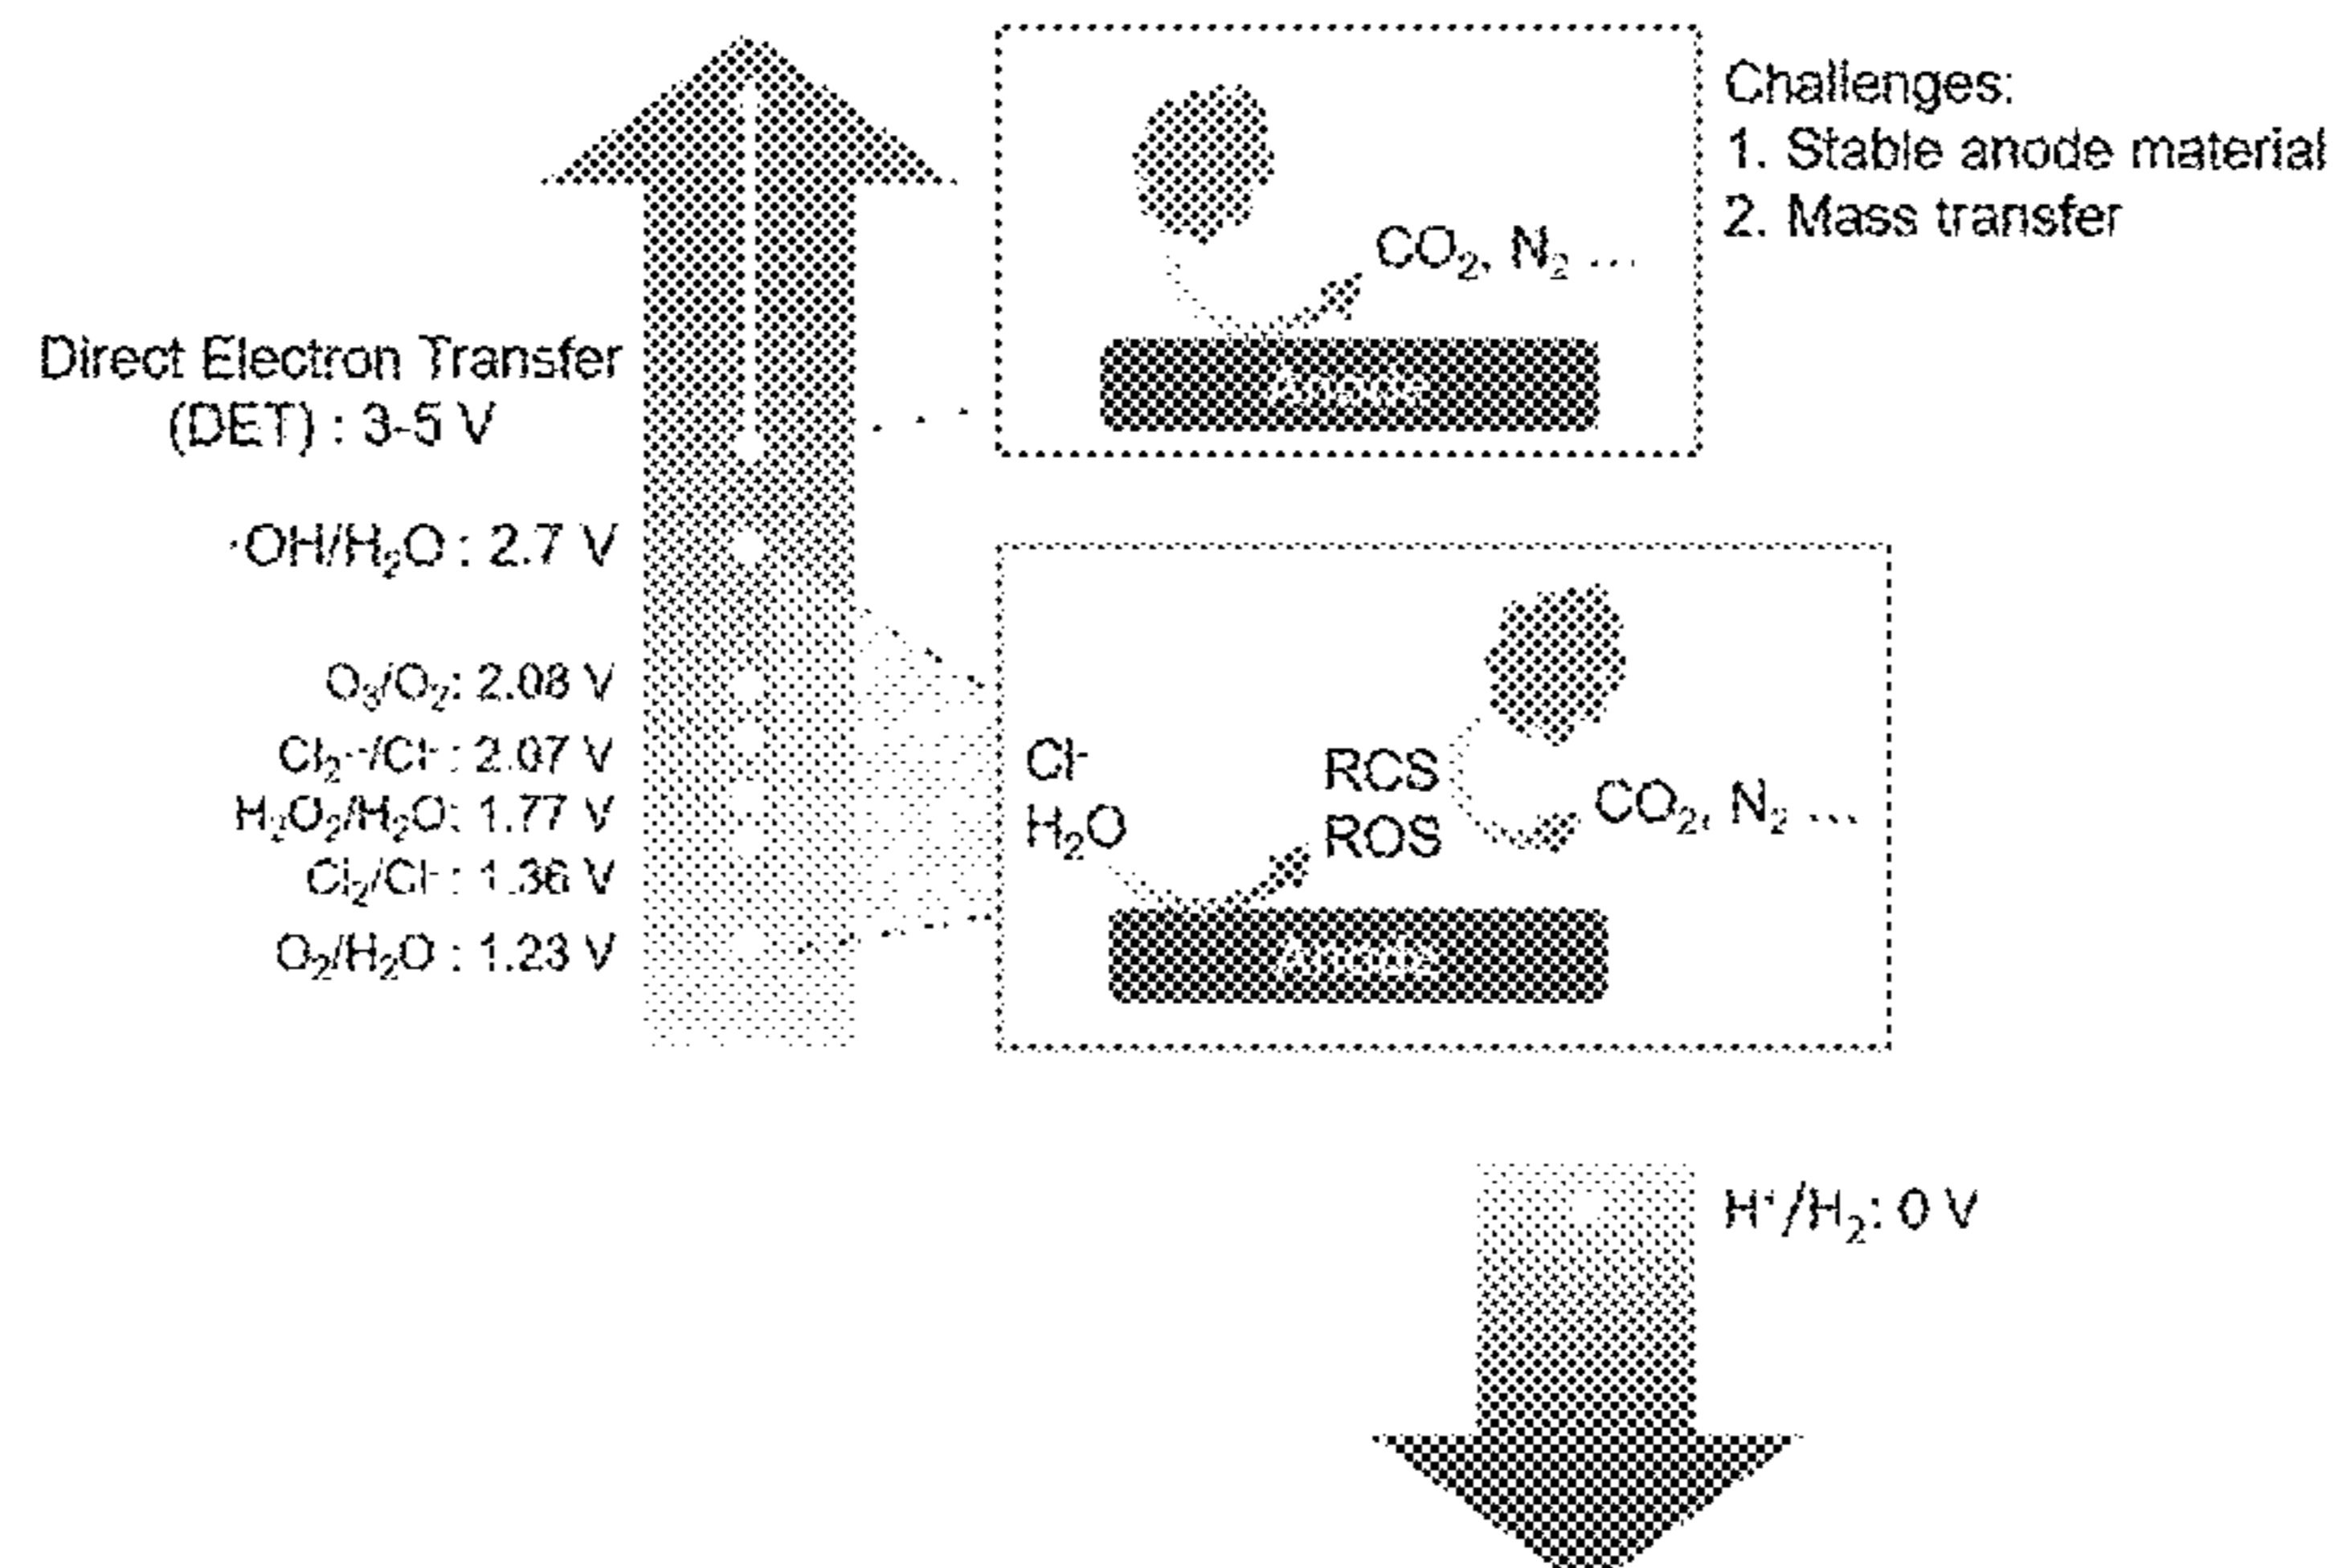 Challenges:
1. Stable anode material
2. Mass transfer
CO₂, N₂ ...
Anode
Direct Electron Transfer
(DET) : 3-5 V
·OH/H₂O : 2.7 V
O₃/O₂: 2.08 V
Cl₂·⁻/Cl⁻ : 2.07 V
H₂O₂/H₂O: 1.77 V
Cl₂/Cl⁻ : 1.36 V
O₂/H₂O : 1.23 V
Cl⁻
H₂O
RCS
ROS
CO₂, N₂ ...
Anode
H⁺/H₂: 0 V